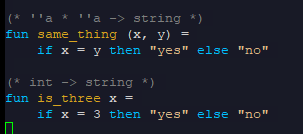 (* ''a * ''a -> string *)
fun same_thing (x, y) =
    if x = y then "yes" else "no"

(* int -> string *)
fun is_three x =
    if x = 3 then "yes" else "no"